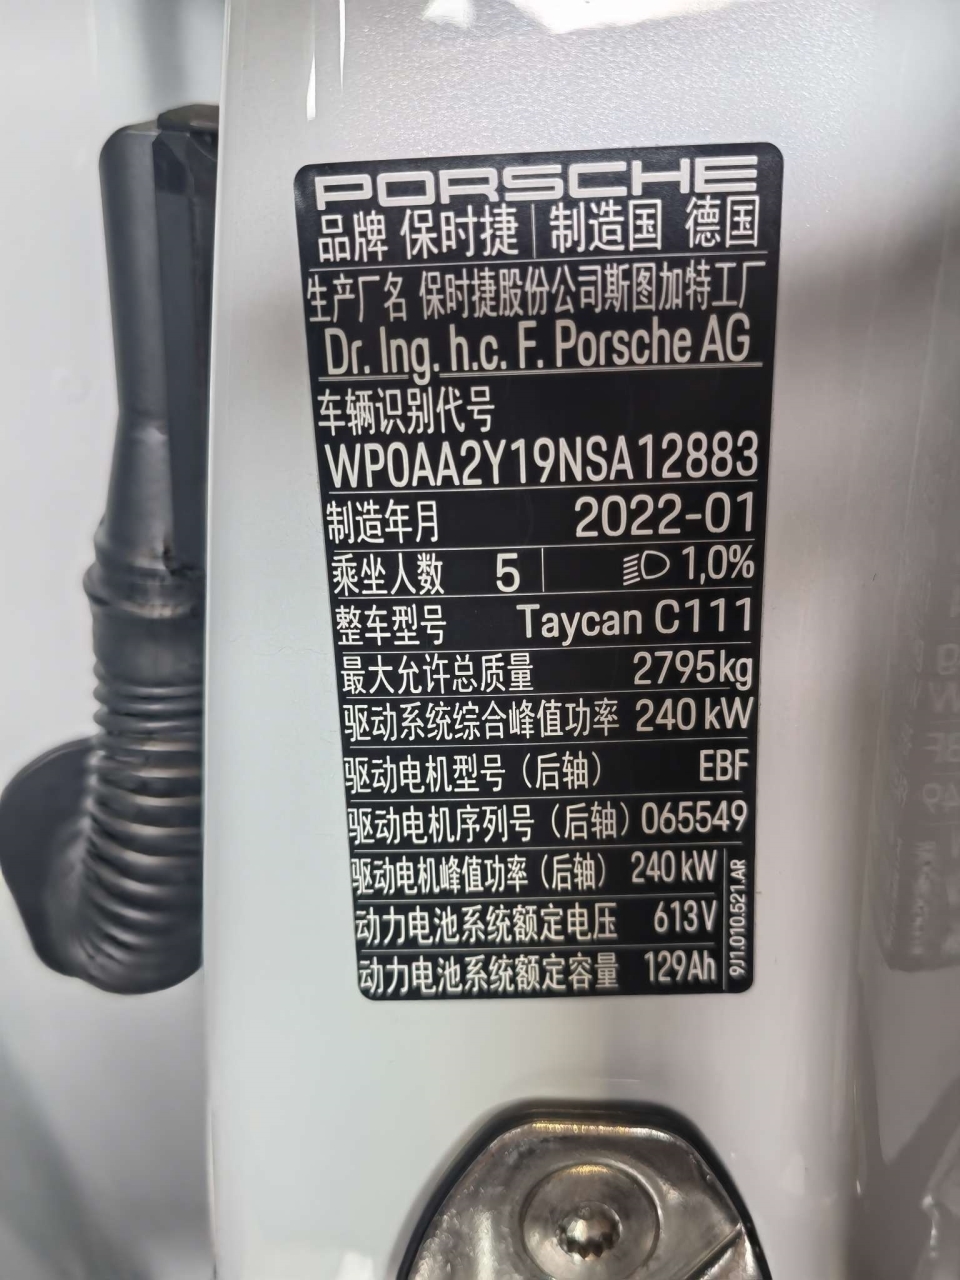 PORSCHE
品牌 保时捷 制造国 德国
生产厂名 保时捷股份公司斯图加特工厂
Dr. Ing. h.c. F. Porsche AG
车辆识别代号
WP0AA2Y19NSA12883
制造年月 2022-01
乘坐人数 5 1,0%
整车型号 Taycan C111
最大允许总质量 2795kg
驱动系统综合峰值功率 240 kW
驱动电机型号（后轴） EBF
驱动电机序列号（后轴） 065549
驱动电机峰值功率（后轴） 240 kW
动力电池系统额定电压 613V
动力电池系统额定容量 129Ah
9J1.010.521.AR